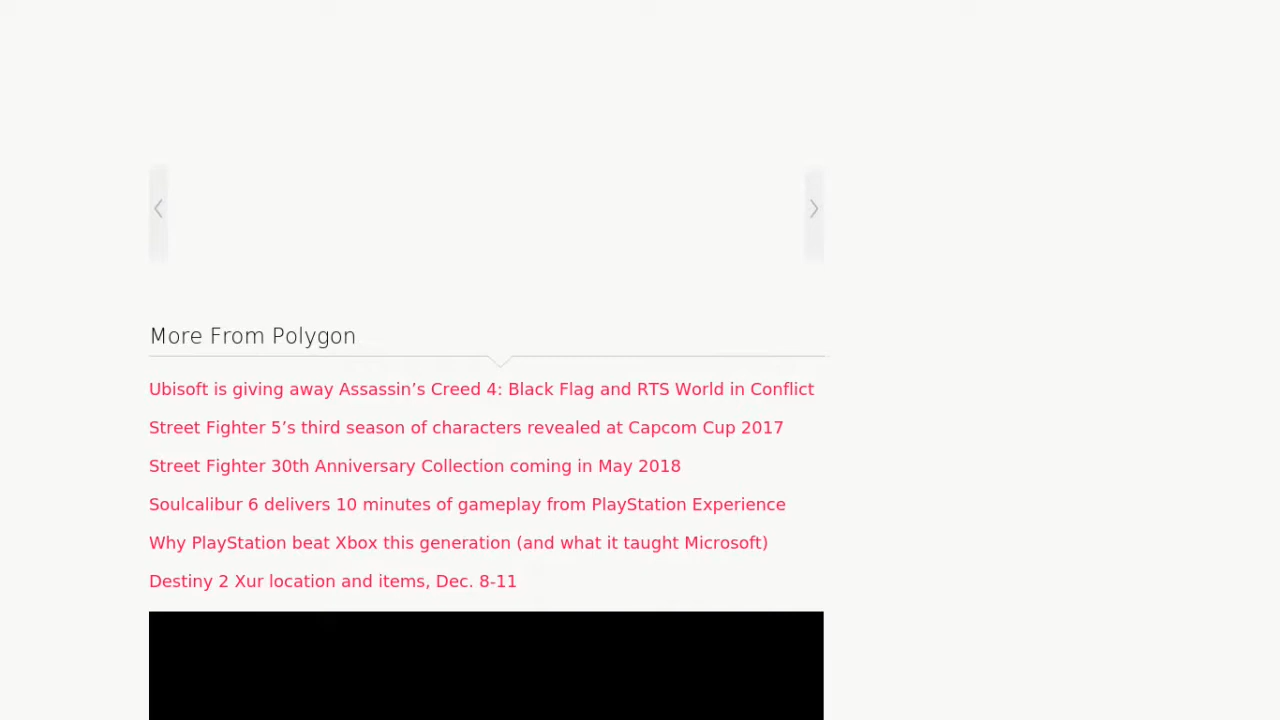 More From Polygon
Ubisoft is giving away Assassin’s Creed 4: Black Flag and RTS World in Conflict
Street Fighter 5’s third season of characters revealed at Capcom Cup 2017
Street Fighter 30th Anniversary Collection coming in May 2018
Soulcalibur 6 delivers 10 minutes of gameplay from PlayStation Experience
Why PlayStation beat Xbox this generation (and what it taught Microsoft)
Destiny 2 Xur location and items, Dec. 8-11